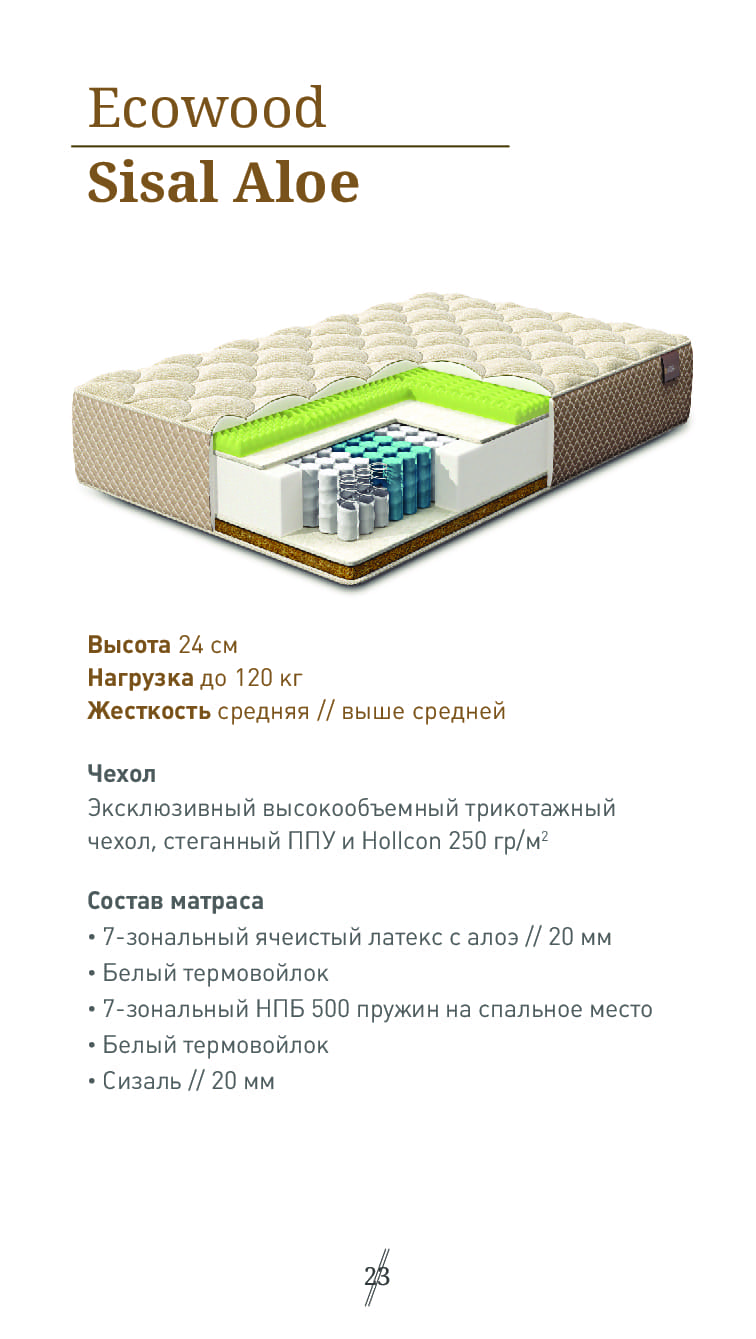 Ecowood
Sisal Aloe
Высота 24 см
Нагрузка до 120 кг
Жесткость средняя // выше средней
Чехол
Эксклюзивный высокообъемный трикотажный
чехол, стеганный ППУ и Hollcon 250 гр/м²
Состав матраса
• 7-зональный ячеистый латекс с алоэ // 20 мм
• Белый термовойлок
• 7-зональный НПБ 500 пружин на спальное место
• Белый термовойлок
• Сизаль // 20 мм
23